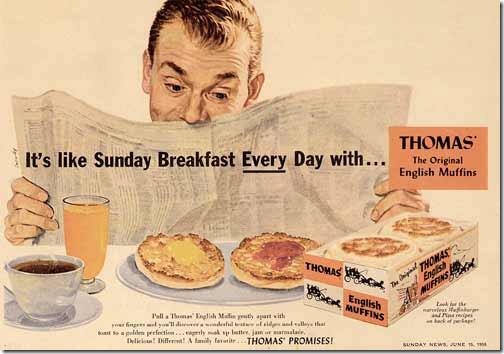 It's like Sunday Breakfast Every Day with...
THOMAS'
The Original
English Muffins
THOMAS'
English
MUFFINS
The Original
THOMAS'
English
MUFFINS
Pull a Thomas' English Muffin gently apart with
your fingers and you'll discover a wonderful texture of ridges and valleys that
toast to a golden perfection... eagerly soak up butter, jam or marmalade.
Delicious! Different! A family favorite... THOMAS' PROMISES!
Look for the
marvelous Muffinburger
and Pizza recipes
on back of package!
SUNDAY NEWS, JUNE 15, 1958